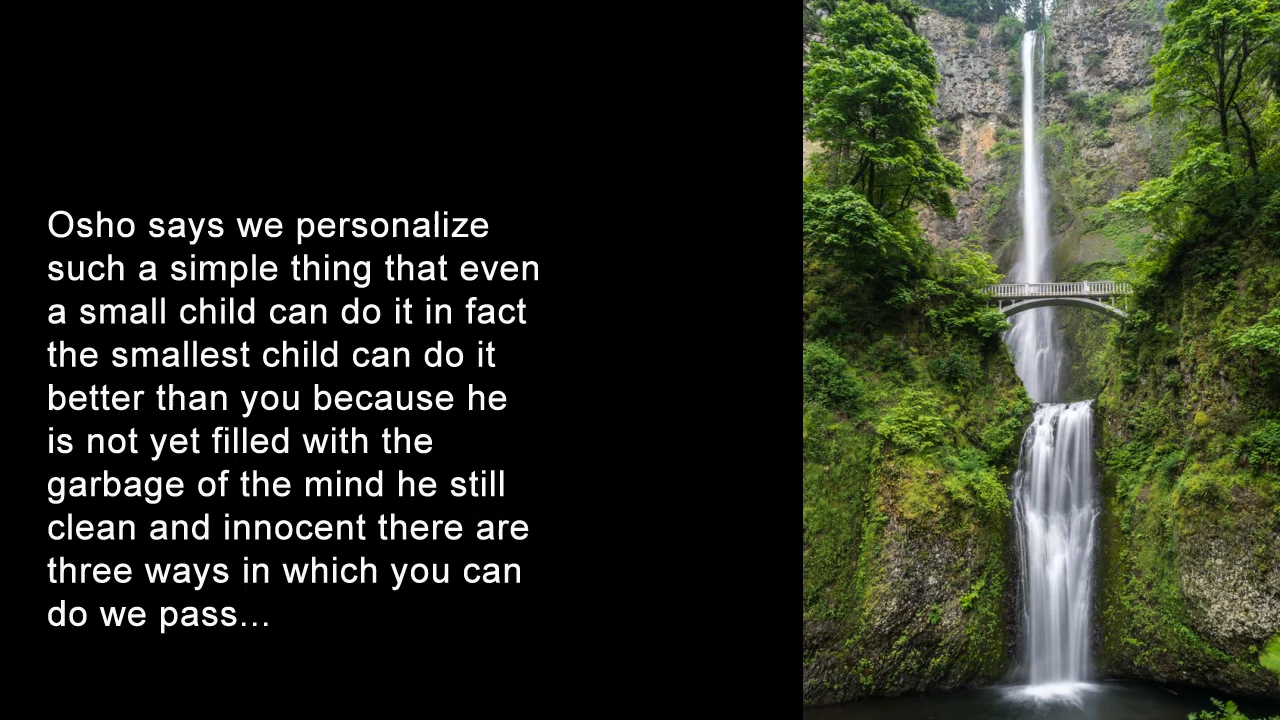 Osho says we personalize
such a simple thing that even
a small child can do it in fact
the smallest child can do it
better than you because he
is not yet filled with the
garbage of the mind he still
clean and innocent there are
three ways in which you can
do we pass...